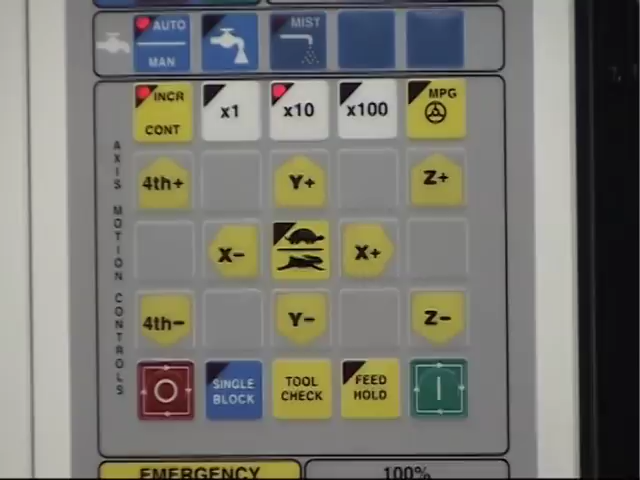 AUTO
MAN
MIST
INCR
CONT
x1
x10
x100
MPG
AXIS MOTION CONTROLS
4th+
Y+
Z+
X-
X+
4th-
Y-
Z-
SINGLE
BLOCK
TOOL
CHECK
FEED
HOLD
EMERGENCY
100%